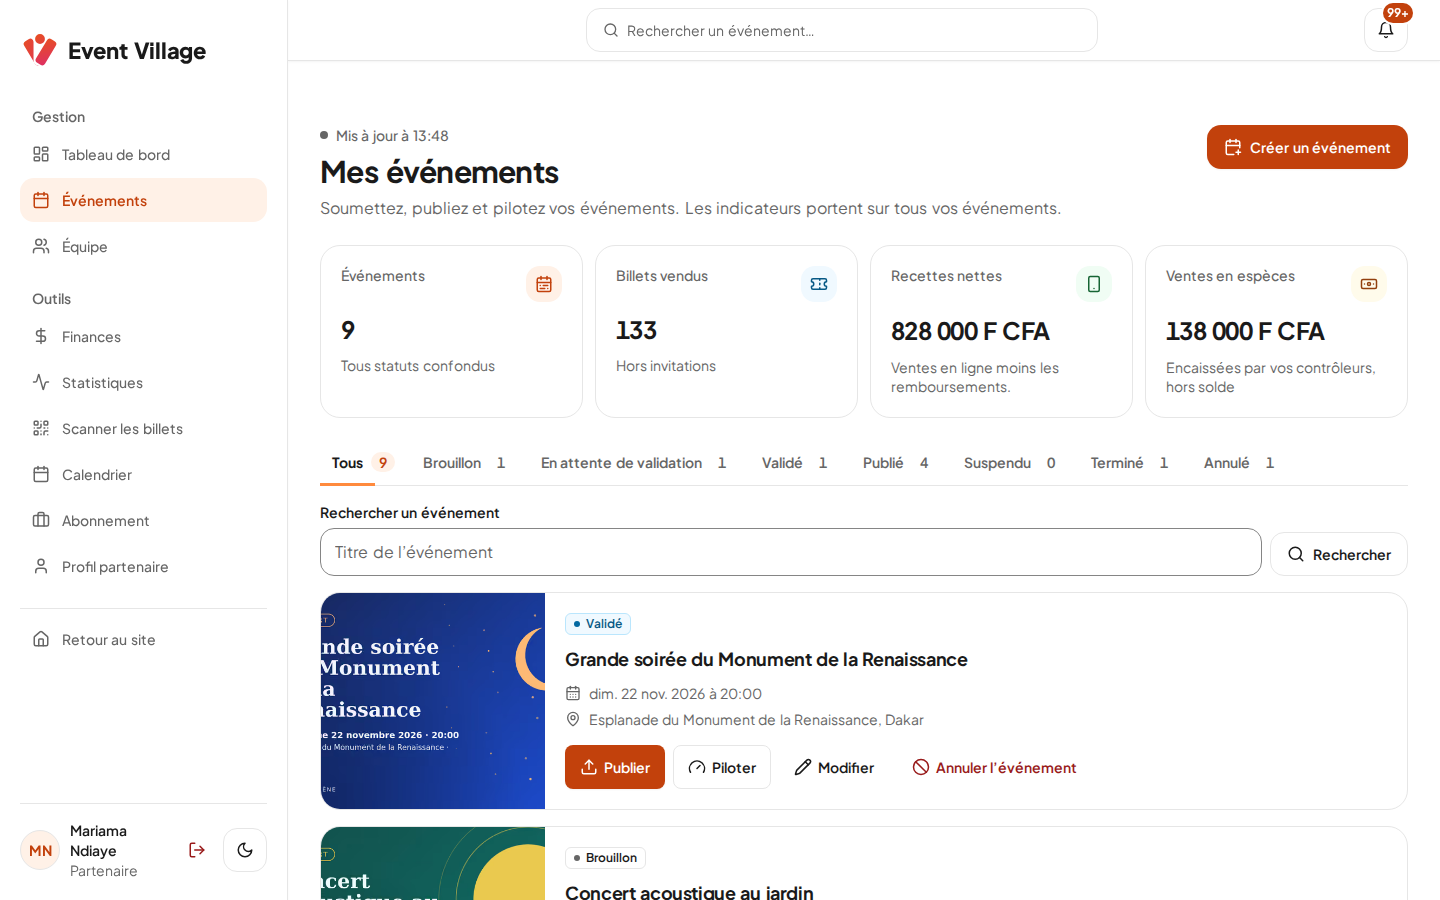 Event Village
Rechercher un événement…
99+
Gestion
Tableau de bord
Événements
Équipe
Outils
Finances
Statistiques
Scanner les billets
Calendrier
Abonnement
Profil partenaire
Retour au site
MN
Mariama
Ndiaye
Partenaire
Mis à jour à 13:48
Mes événements
Soumettez, publiez et pilotez vos événements. Les indicateurs portent sur tous vos événements.
Créer un événement
Événements
9
Tous statuts confondus
Billets vendus
133
Hors invitations
Recettes nettes
828 000 F CFA
Ventes en ligne moins les
remboursements.
Ventes en espèces
138 000 F CFA
Encaissées par vos contrôleurs,
hors solde
Tous 9 Brouillon 1 En attente de validation 1 Validé 1 Publié 4 Suspendu 0 Terminé 1 Annulé 1
Rechercher un événement
Titre de l’événement
Rechercher
nde soirée
Monument
a
naissance
e 22 novembre 2026 · 20:00
du Monument de la Renaissance ·
ENE
Validé
Grande soirée du Monument de la Renaissance
dim. 22 nov. 2026 à 20:00
Esplanade du Monument de la Renaissance, Dakar
Publier
Piloter
Modifier
Annuler l’événement
ncert
Brouillon
Concert acoustique au jardin